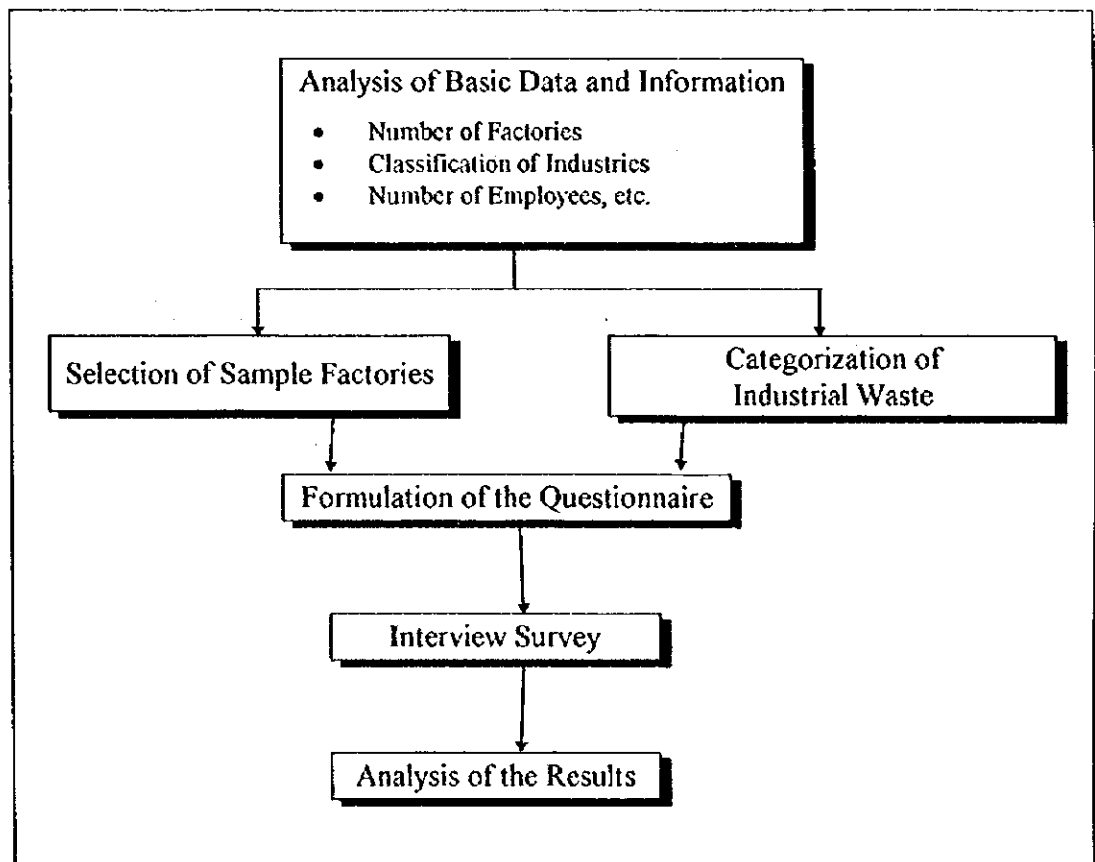 Analysis of Basic Data and Information
• Number of Factories
• Classification of Industries
• Number of Employees, etc.
Selection of Sample Factories
Categorization of
Industrial Waste
Formulation of the Questionnaire
Interview Survey
Analysis of the Results